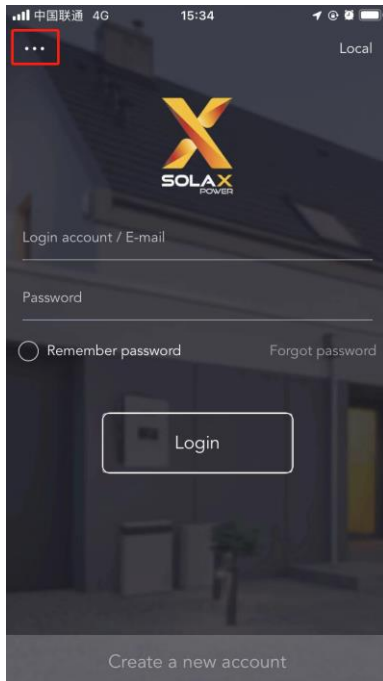 中国联通 4G 15:34
... Local
SOLAX
POWER
Login account / E-mail
Password
Remember password Forgot password
Login
Create a new account